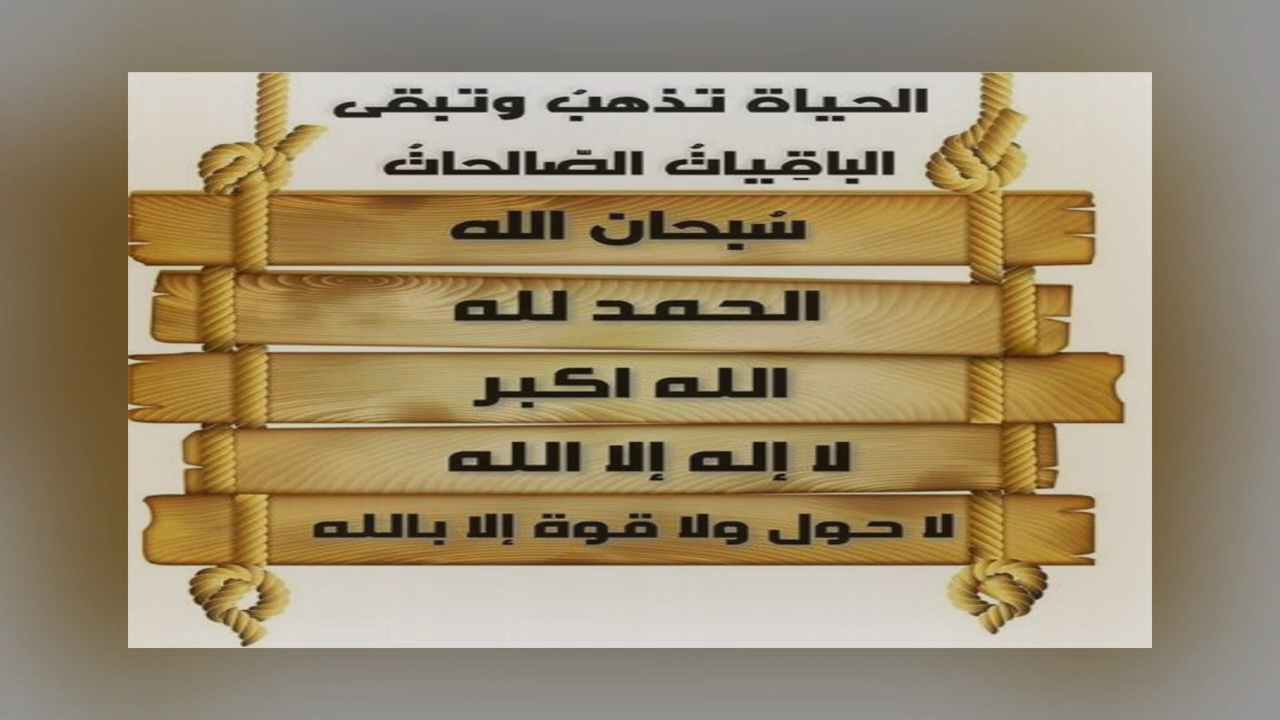 الحياة تذهبُ وتبقى
الباقِياتُ الصّالحاتُ
سُبحان الله
الحمد لله
الله اكبر
لا إله إلا الله
لا حول ولا قوة إلا بالله